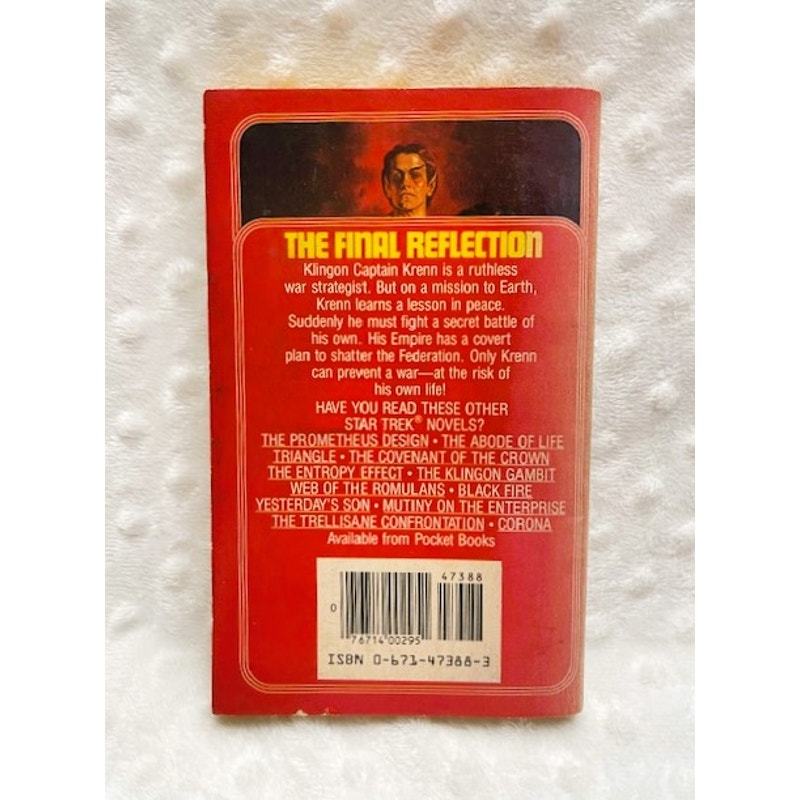 THE FINAL REFLECTION
Klingon Captain Krenn is a ruthless
war strategist. But on a mission to Earth,
Krenn learns a lesson in peace.
Suddenly he must fight a secret battle of
his own. His Empire has a covert
plan to shatter the Federation. Only Krenn
can prevent a war—at the risk of
his own life!
HAVE YOU READ THESE OTHER
STAR TREK® NOVELS?
THE PROMETHEUS DESIGN • THE ABODE OF LIFE
TRIANGLE • THE COVENANT OF THE CROWN
THE ENTROPY EFFECT • THE KLINGON GAMBIT
WEB OF THE ROMULANS • BLACK FIRE
YESTERDAY'S SON • MUTINY ON THE ENTERPRISE
THE TRELLISANE CONFRONTATION • CORONA
Available from Pocket Books
47388
0
76714 00295
ISBN 0-671-47388-3